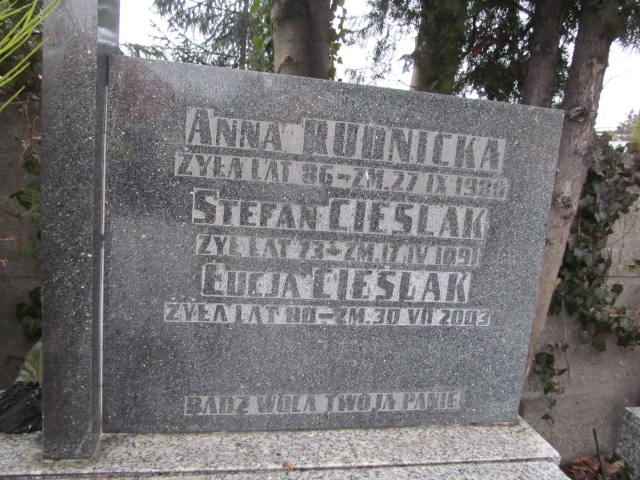 ANNA RUDNICKA
ŻYŁA LAT 86-ZM.27 IX 1980
STEFAN CIEŚLAK
ŻYŁ LAT 73-ZM.17 IV 1991
ŁUCJA CIEŚLAK
ŻYŁA LAT 80-ZM.30 VII 2003
BĄDŹ WOLA TWOJA PANIE